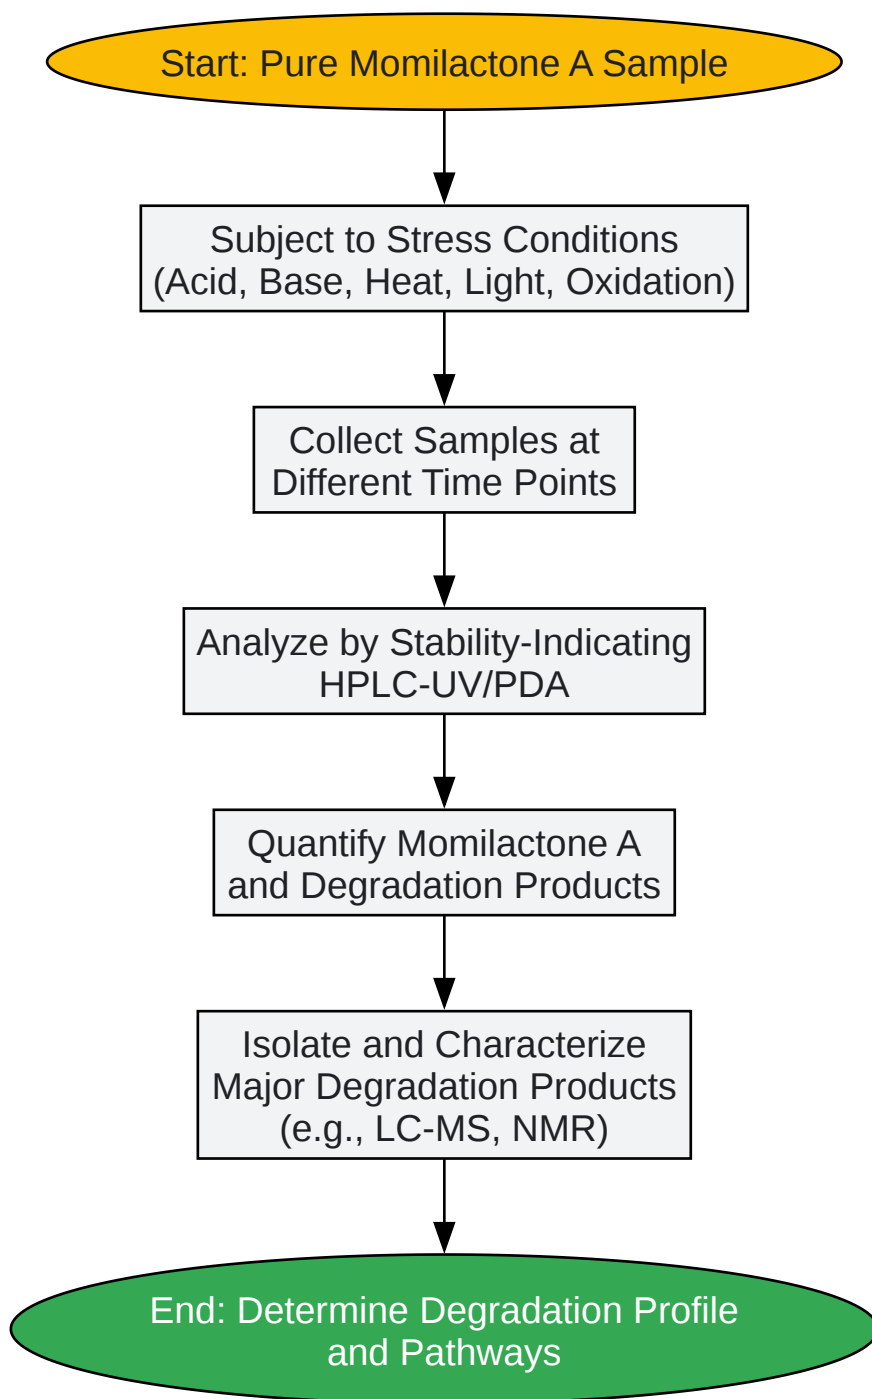 Start: Pure Momilactone A Sample
Subject to Stress Conditions
(Acid, Base, Heat, Light, Oxidation)
Collect Samples at
Different Time Points
Analyze by Stability-Indicating
HPLC-UV/PDA
Quantify Momilactone A
and Degradation Products
Isolate and Characterize
Major Degradation Products
(e.g., LC-MS, NMR)
End: Determine Degradation Profile
and Pathways